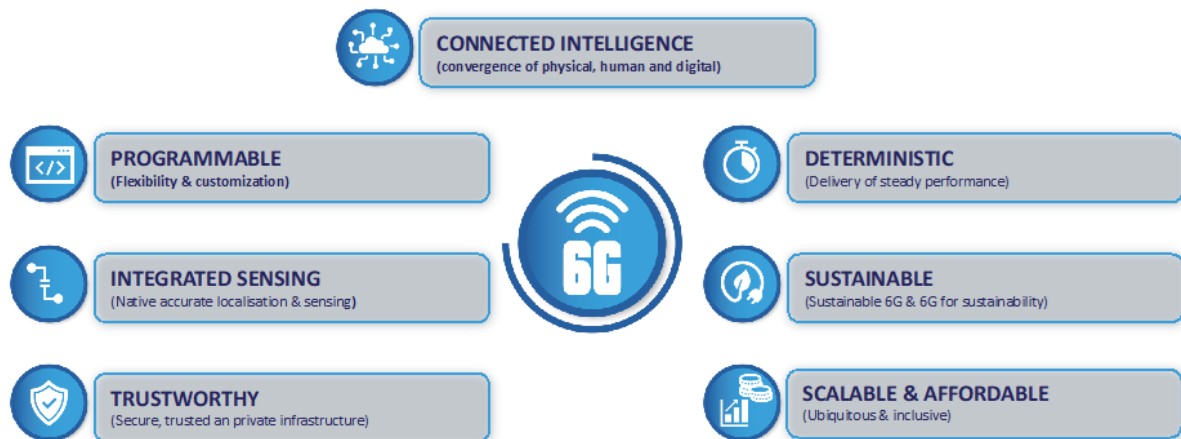 CONNECTED INTELLIGENCE
(convergence of physical, human and digital)
PROGRAMMABLE
(Flexibility & customization)
DETERMINISTIC
(Delivery of steady performance)
</>
6G
INTEGRATED SENSING
(Native accurate localisation & sensing)
SUSTAINABLE
(Sustainable 6G & 6G for sustainability)
TRUSTWORTHY
(Secure, trusted an private infrastructure)
SCALABLE & AFFORDABLE
(Ubiquitous & inclusive)